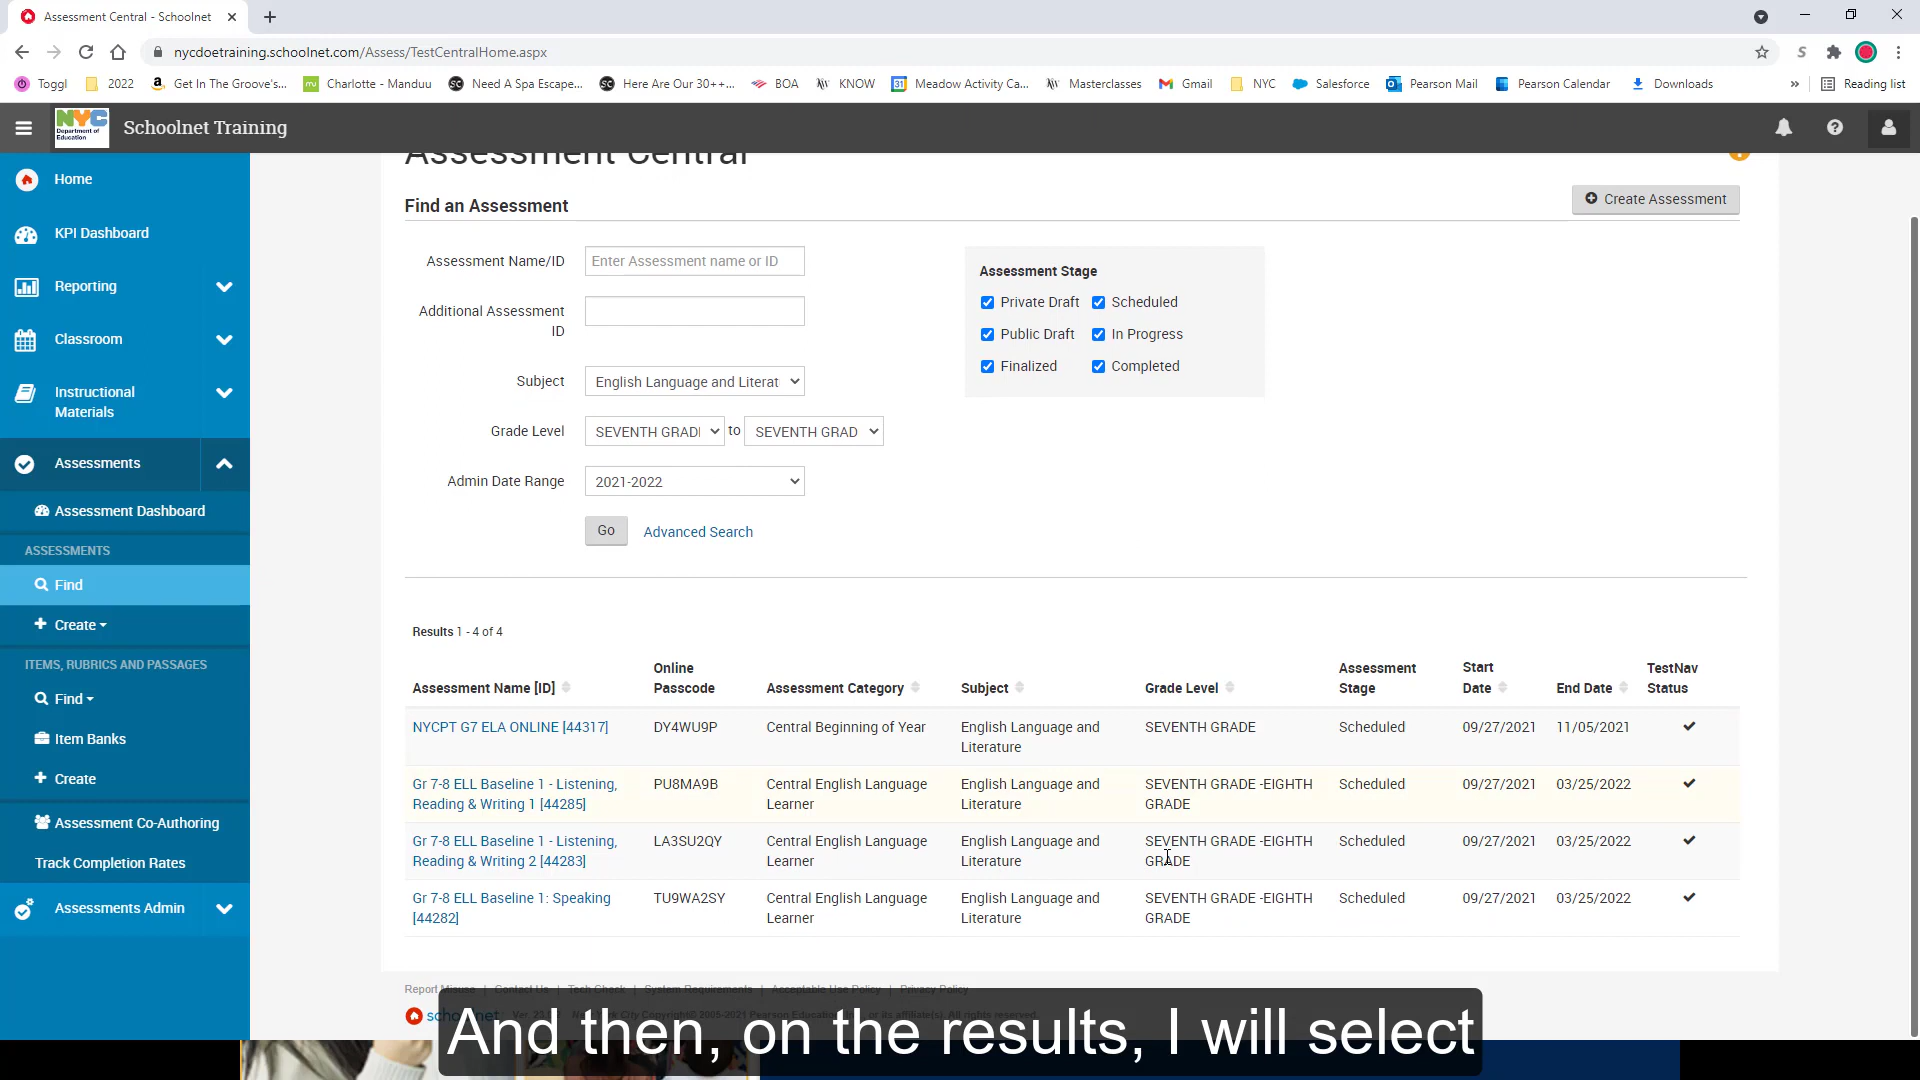 Assessment Central - Schoolnet
nycdoetraining.schoolnet.com/Assess/TestCentralHome.aspx
Toggl 2022 Get In The Groove's... Charlotte - Manduu Need A Spa Escape... Here Are Our 30++... BOA KNOW Meadow Activity Ca... Masterclasses Gmail NYC Salesforce Pearson Mail Pearson Calendar Downloads » Reading list
NYC Department of Education
Schoolnet Training
Home
KPI Dashboard
Reporting
Classroom
Instructional
Materials
Assessments
Assessment Dashboard
ASSESSMENTS
Find
Create
ITEMS, RUBRICS AND PASSAGES
Find
Item Banks
Create
Assessment Co-Authoring
Track Completion Rates
Assessments Admin
Assessment Central
Find an Assessment
Create Assessment
Assessment Name/ID Enter Assessment name or ID
Additional Assessment
ID
Subject English Language and Literat
Grade Level SEVENTH GRAD to SEVENTH GRAD
Admin Date Range 2021-2022
Go Advanced Search
Assessment Stage
Private Draft Scheduled
Public Draft In Progress
Finalized Completed
Results 1 - 4 of 4
Assessment Name [ID] Online Passcode Assessment Category Subject Grade Level Assessment Stage Start Date End Date TestNav Status
NYCPT G7 ELA ONLINE [44317] DY4WU9P Central Beginning of Year English Language and Literature SEVENTH GRADE Scheduled 09/27/2021 11/05/2021
Gr 7-8 ELL Baseline 1 - Listening, Reading & Writing 1 [44285] PU8MA9B Central English Language Learner English Language and Literature SEVENTH GRADE -EIGHTH GRADE Scheduled 09/27/2021 03/25/2022
Gr 7-8 ELL Baseline 1 - Listening, Reading & Writing 2 [44283] LA3SU2QY Central English Language Learner English Language and Literature SEVENTH GRADE -EIGHTH GRADE Scheduled 09/27/2021 03/25/2022
Gr 7-8 ELL Baseline 1: Speaking [44282] TU9WA2SY Central English Language Learner English Language and Literature SEVENTH GRADE -EIGHTH GRADE Scheduled 09/27/2021 03/25/2022
Report Misuse | Contact Us | Tech Check | System Requirements | Acceptable Use Policy | Privacy Policy
And then, on the results, I will select